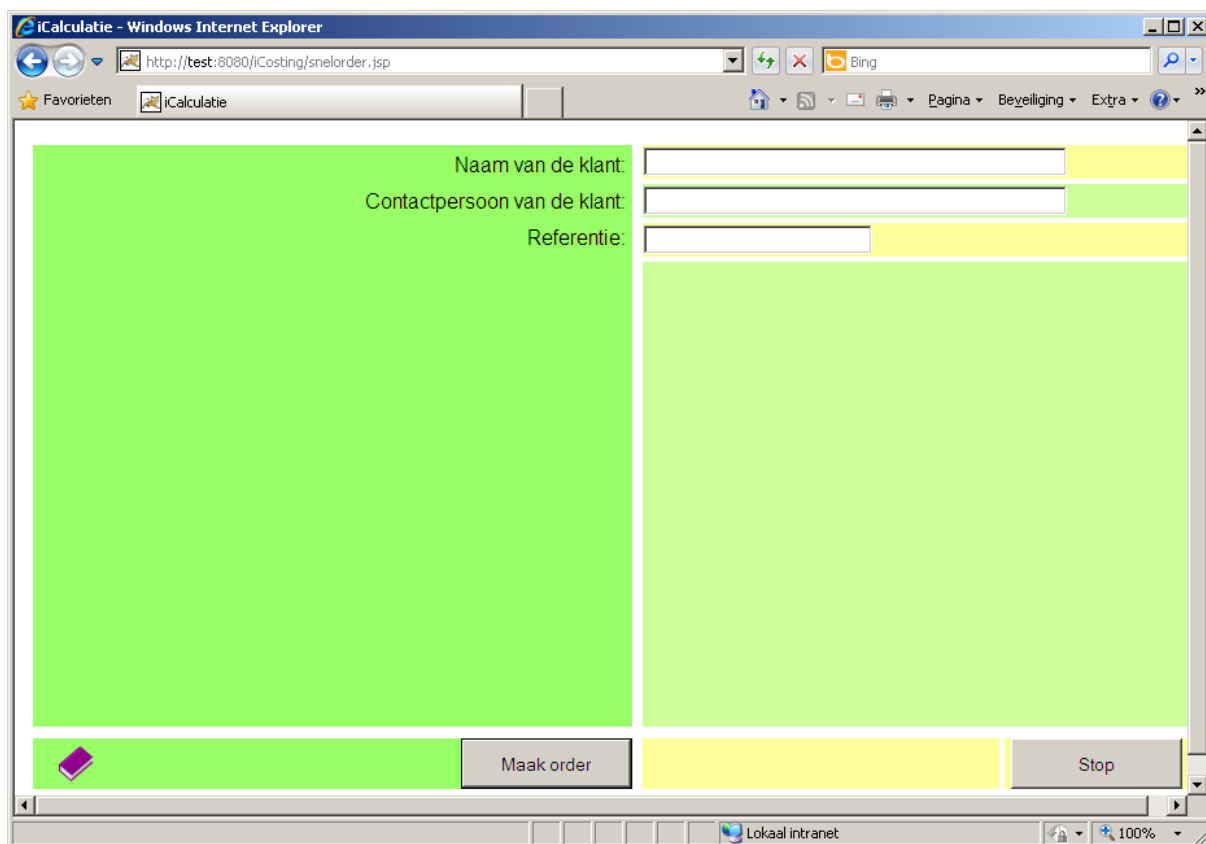 iCalculatie - Windows Internet Explorer
http://test:8080/iCosting/snelorder.jsp
Bing
Favorieten
iCalculatie
Pagina
Beveiliging
Extra
Naam van de klant:
Contactpersoon van de klant:
Referentie:
Maak order
Stop
Lokaal intranet
100%